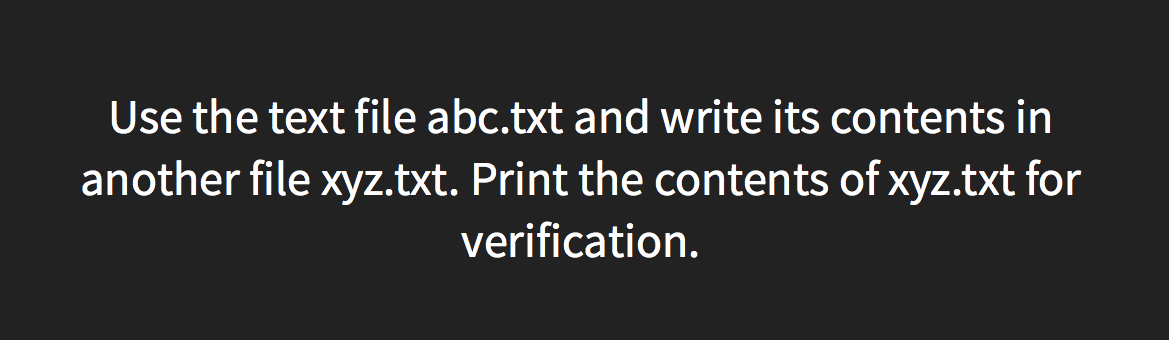 Use the text file abc.txt and write its contents in
another file xyz.txt. Print the contents of xyz.txt for
verification.